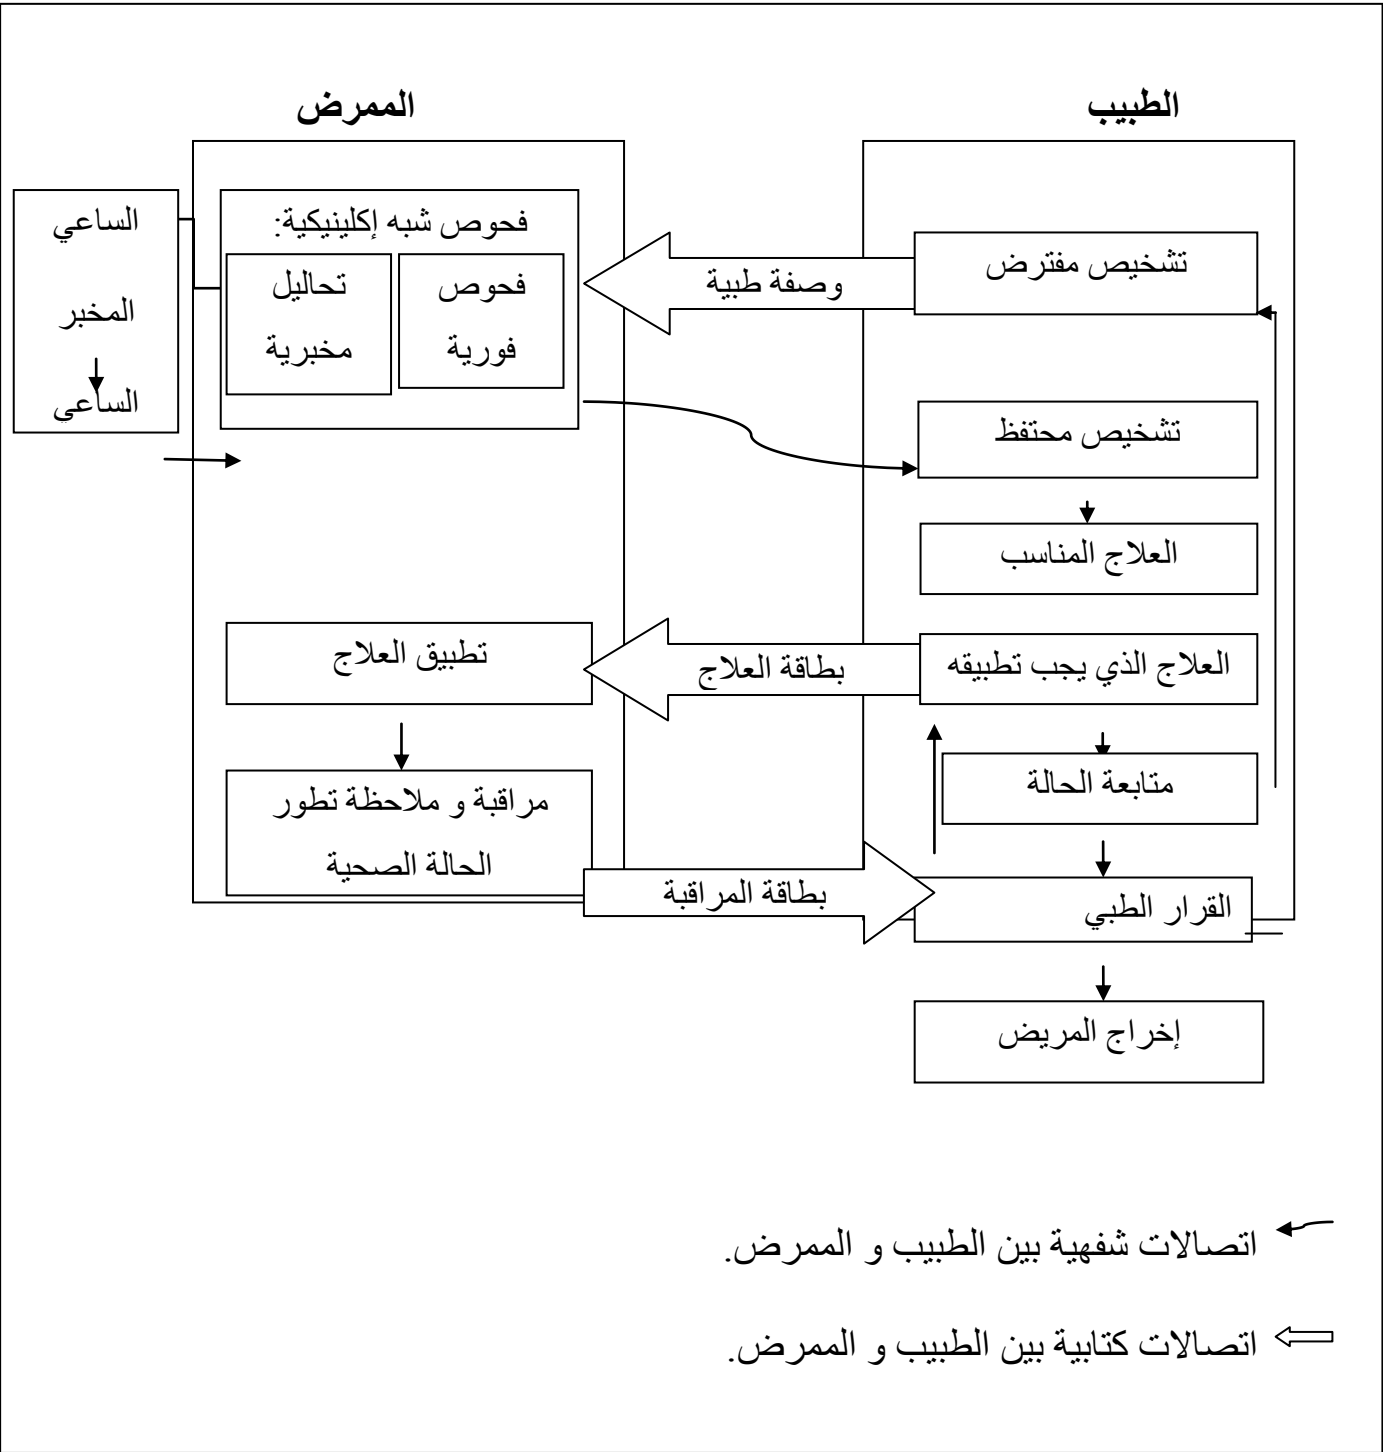 الطبيب
الممرض
تشخيص مفترض
وصفة طبية
فحوص شبه إكلينيكية:
فحوص
فورية
تحاليل
مخبرية
الساعي
المخبر
الساعي
تشخيص محتفظ
العلاج المناسب
العلاج الذي يجب تطبيقه
بطاقة العلاج
تطبيق العلاج
متابعة الحالة
مراقبة و ملاحظة تطور
الحالة الصحية
بطاقة المراقبة
القرار الطبي
إخراج المريض
اتصالات شفهية بين الطبيب و الممرض.
اتصالات كتابية بين الطبيب و الممرض.